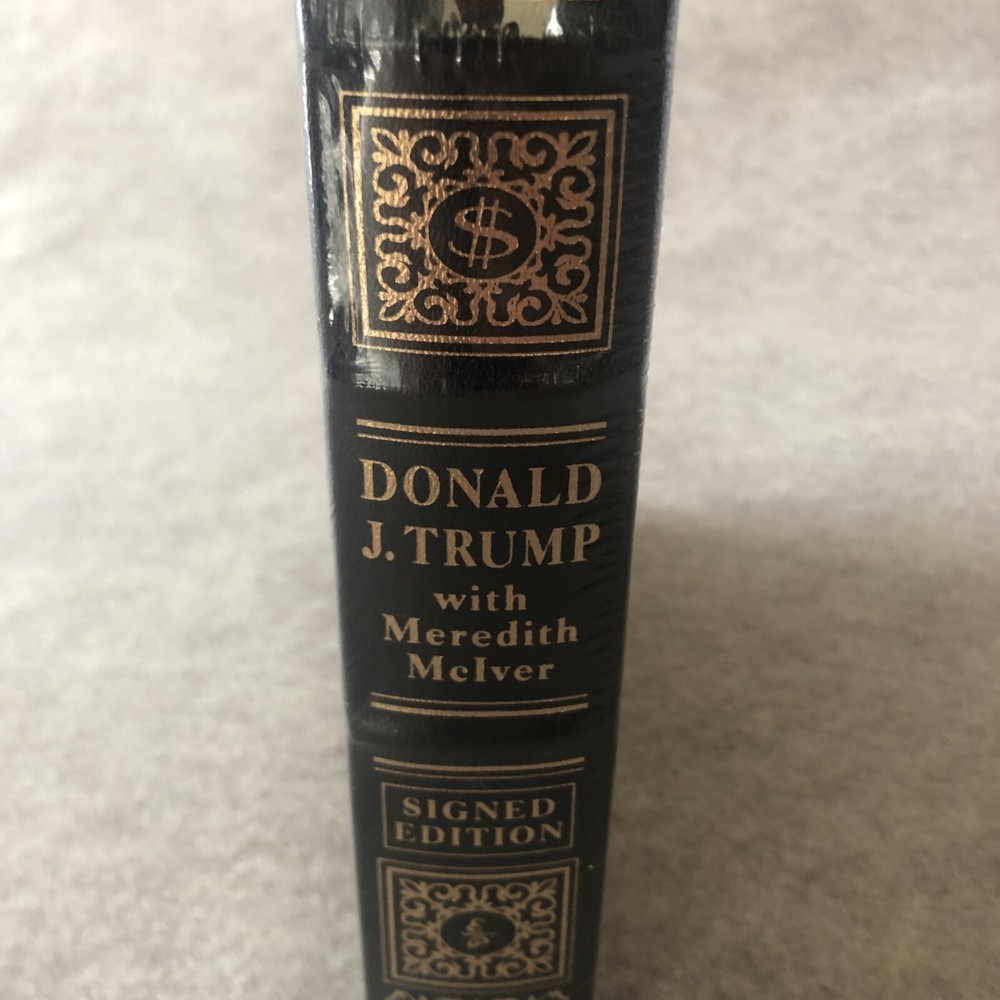 $
DONALD
J. TRUMP
with
Meredith
McIver
SIGNED
EDITION